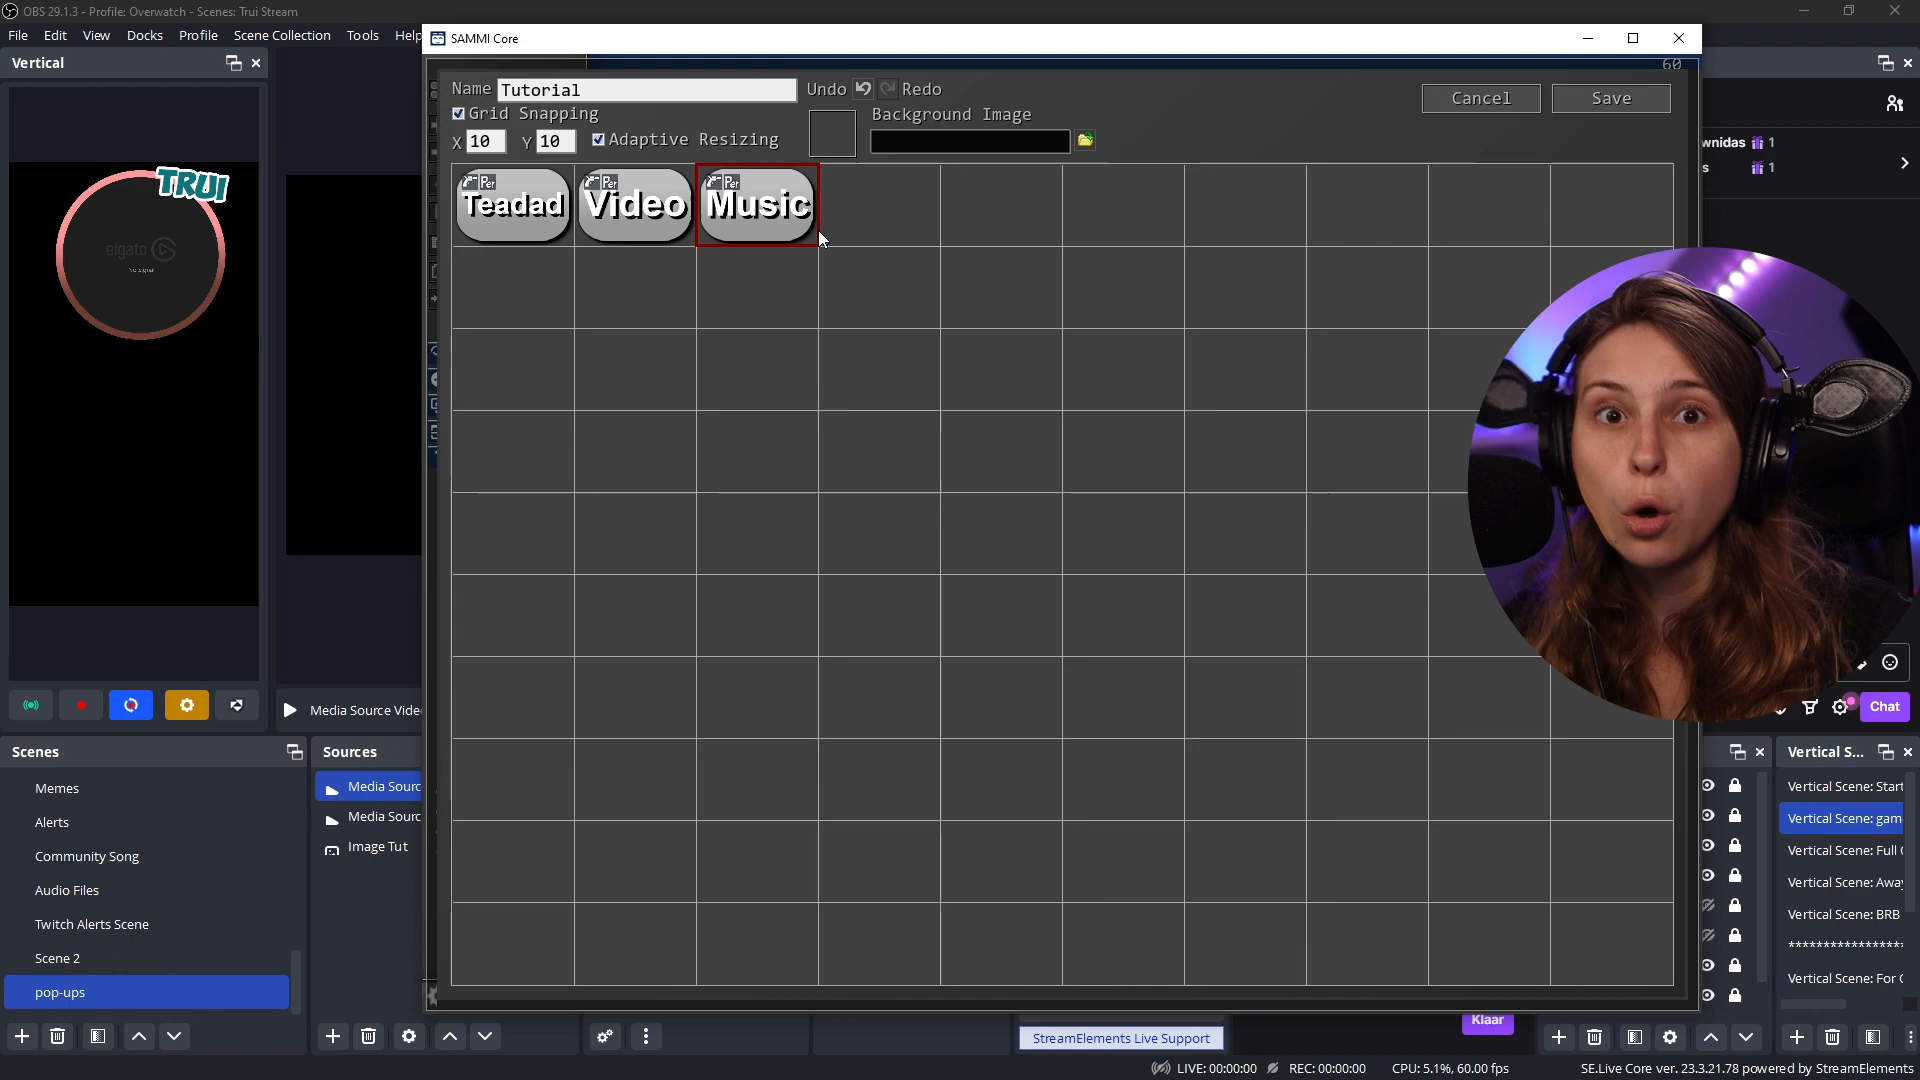 OBS 29.1.3 - Profile: Overwatch - Scenes: Trui Stream
File Edit View Docks Profile Scene Collection Tools Help
SAMMI Core
Vertical
60
Name Tutorial Undo Redo
Cancel Save
Grid Snapping
Background Image
X 10 Y 10 Adaptive Resizing
wnidas 1
s 1
TRUI
Per Per Per
Teadad Video Music
elgato
Media Source Vide
Chat
Scenes
Sources
Vertical S...
Memes
Alerts
Community Song
Audio Files
Twitch Alerts Scene
Scene 2
pop-ups
Media Sourc
Media Sourc
Image Tut
Vertical Scene: Start
Vertical Scene: gam
Vertical Scene: Full
Vertical Scene: Away
Vertical Scene: BRB
*****************
Vertical Scene: For
Klaar
StreamElements Live Support
LIVE: 00:00:00 REC: 00:00:00 CPU: 5.1%, 60.00 fps SE.Live Core ver. 23.3.21.78 powered by StreamElements